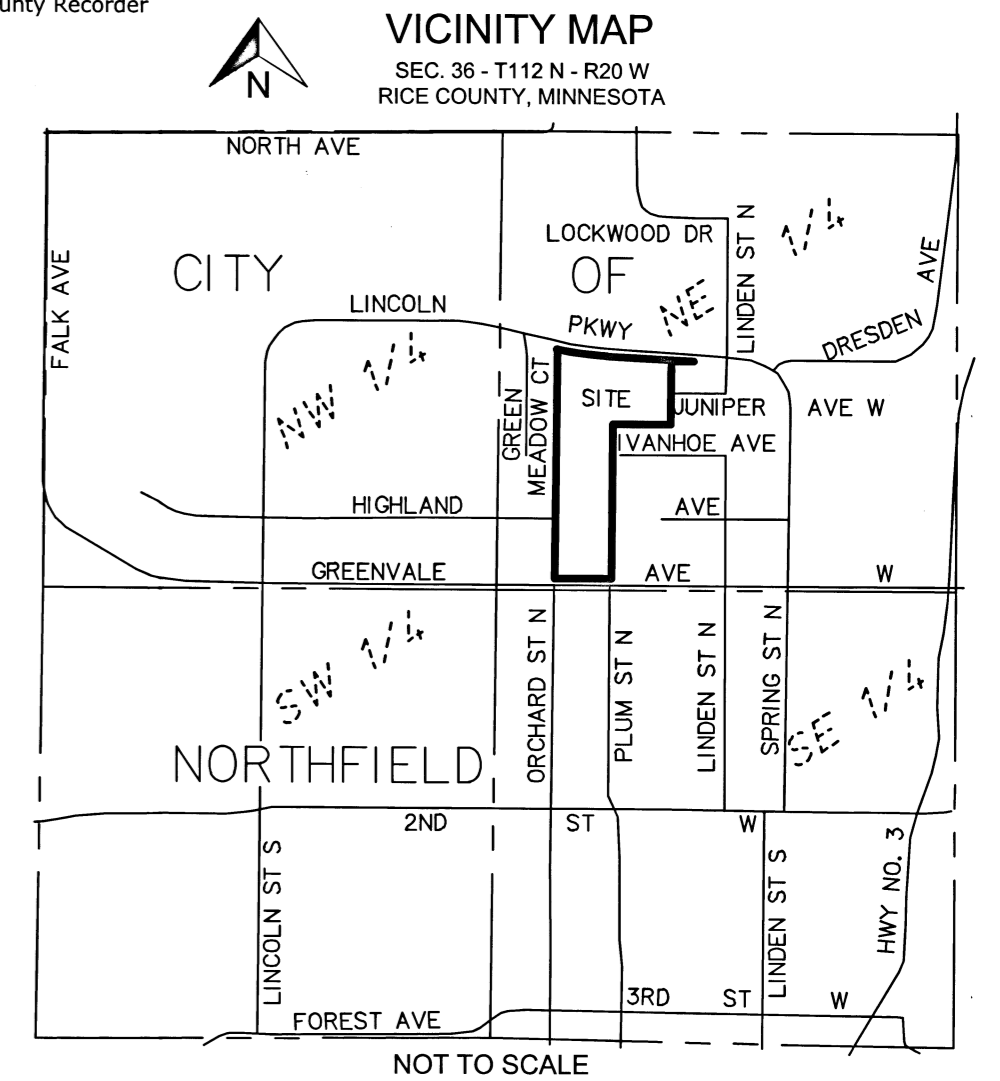 unty Recorder
VICINITY MAP
N
SEC. 36 - T112 N - R20 W
RICE COUNTY, MINNESOTA
NORTH AVE
LOCKWOOD DR
LINDEN ST N
NE 1/4
FALK AVE
CITY OF
DRESDEN AVE
LINCOLN PKWY
NW 1/4
GREEN
MEADOW CT
SITE
JUNIPER AVE W
IVANHOE AVE
HIGHLAND AVE
GREENVALE AVE W
SW 1/4
ORCHARD ST N
PLUM ST N
LINDEN ST N
SPRING ST N
SE 1/4
NORTHFIELD
2ND ST W
LINCOLN ST S
LINDEN ST S
HWY NO. 3
3RD ST W
FOREST AVE
NOT TO SCALE